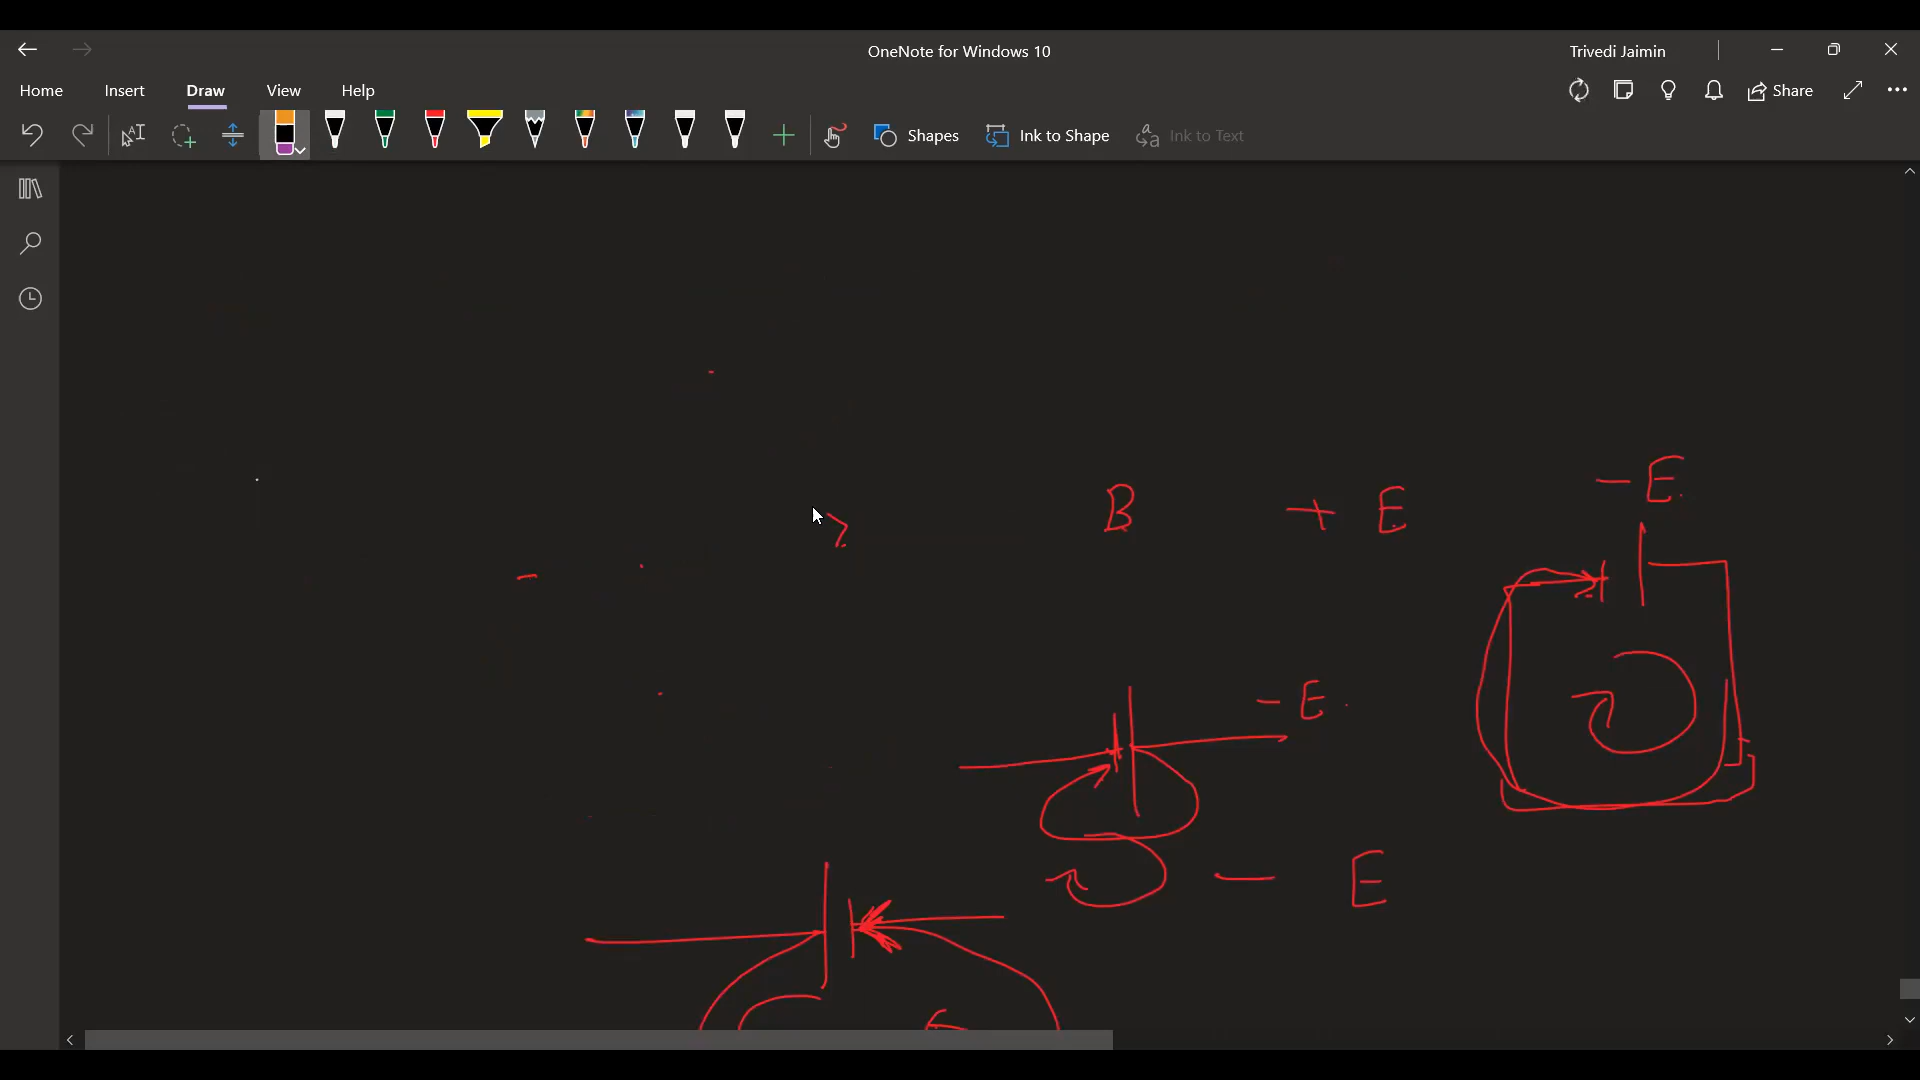 OneNote for Windows 10
Trivedi Jaimin
Home Insert Draw View Help
Share
Shapes
Ink to Shape
Ink to Text
- E.
B + E
- E.
- E